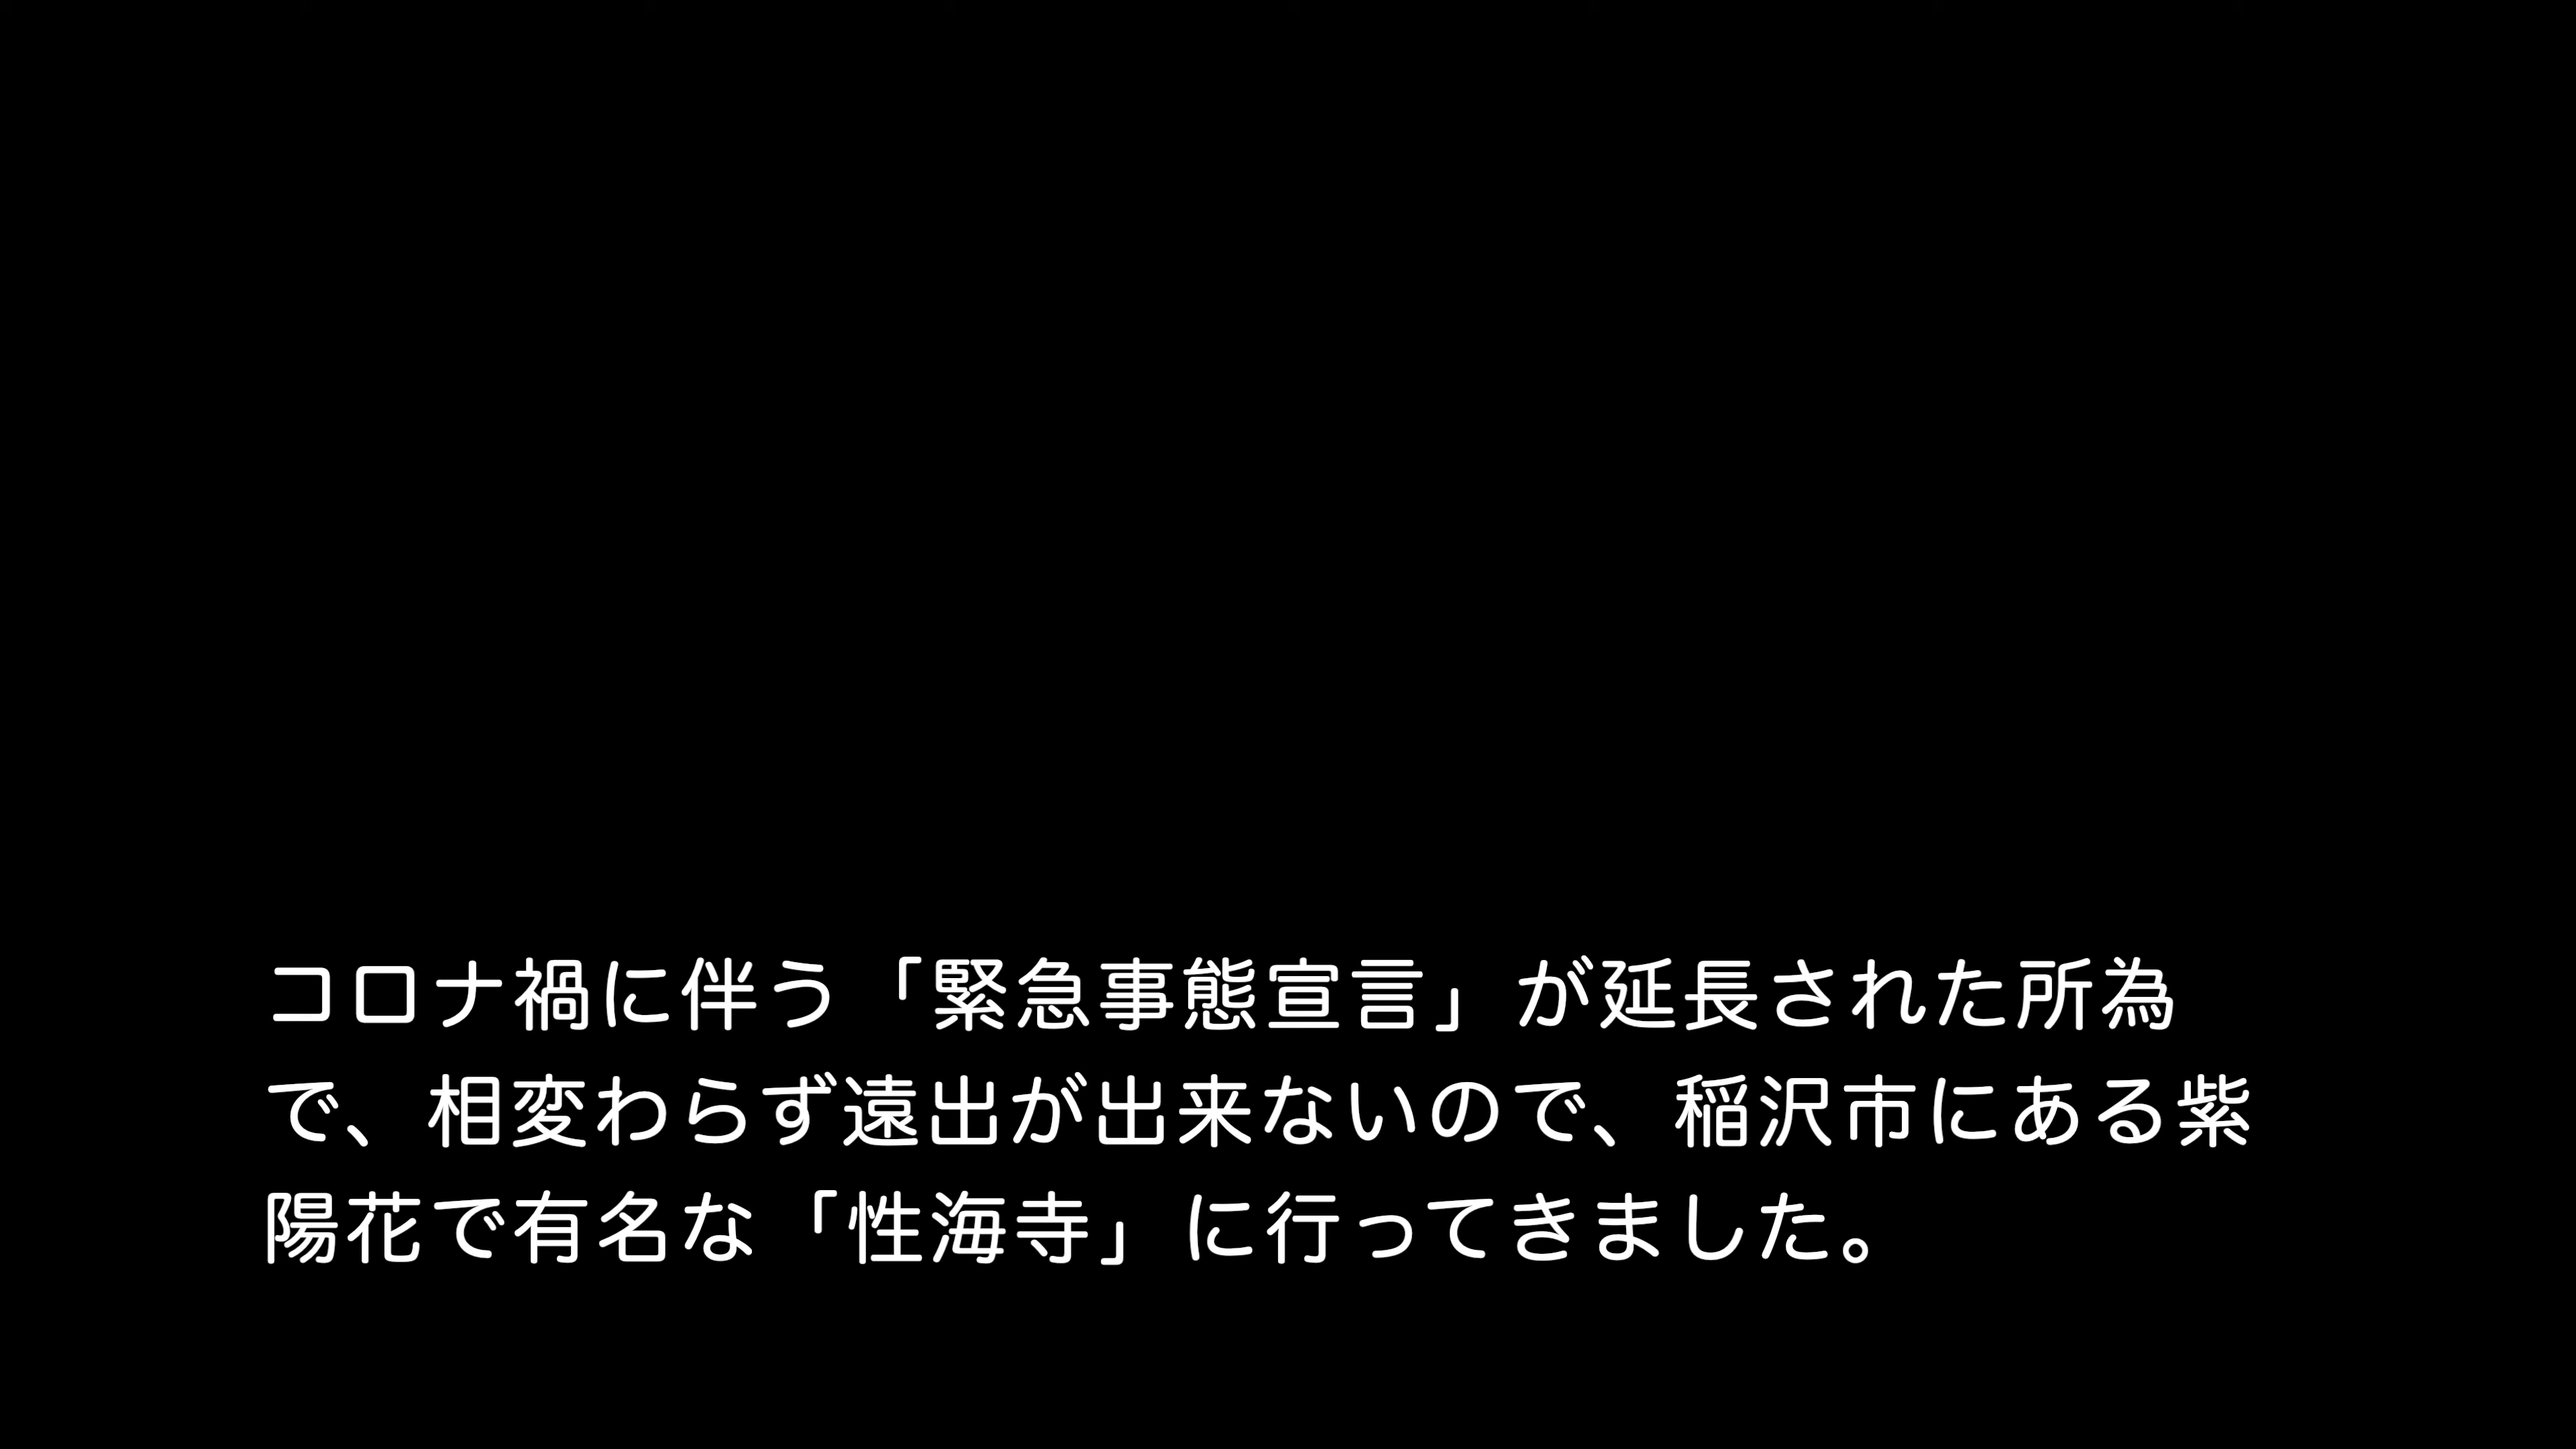 コロナ禍に伴う「緊急事態宣言」が延長された所為
で、相変わらず遠出が出来ないので、稲沢市にある紫
陽花で有名な「性海寺」に行ってきました。